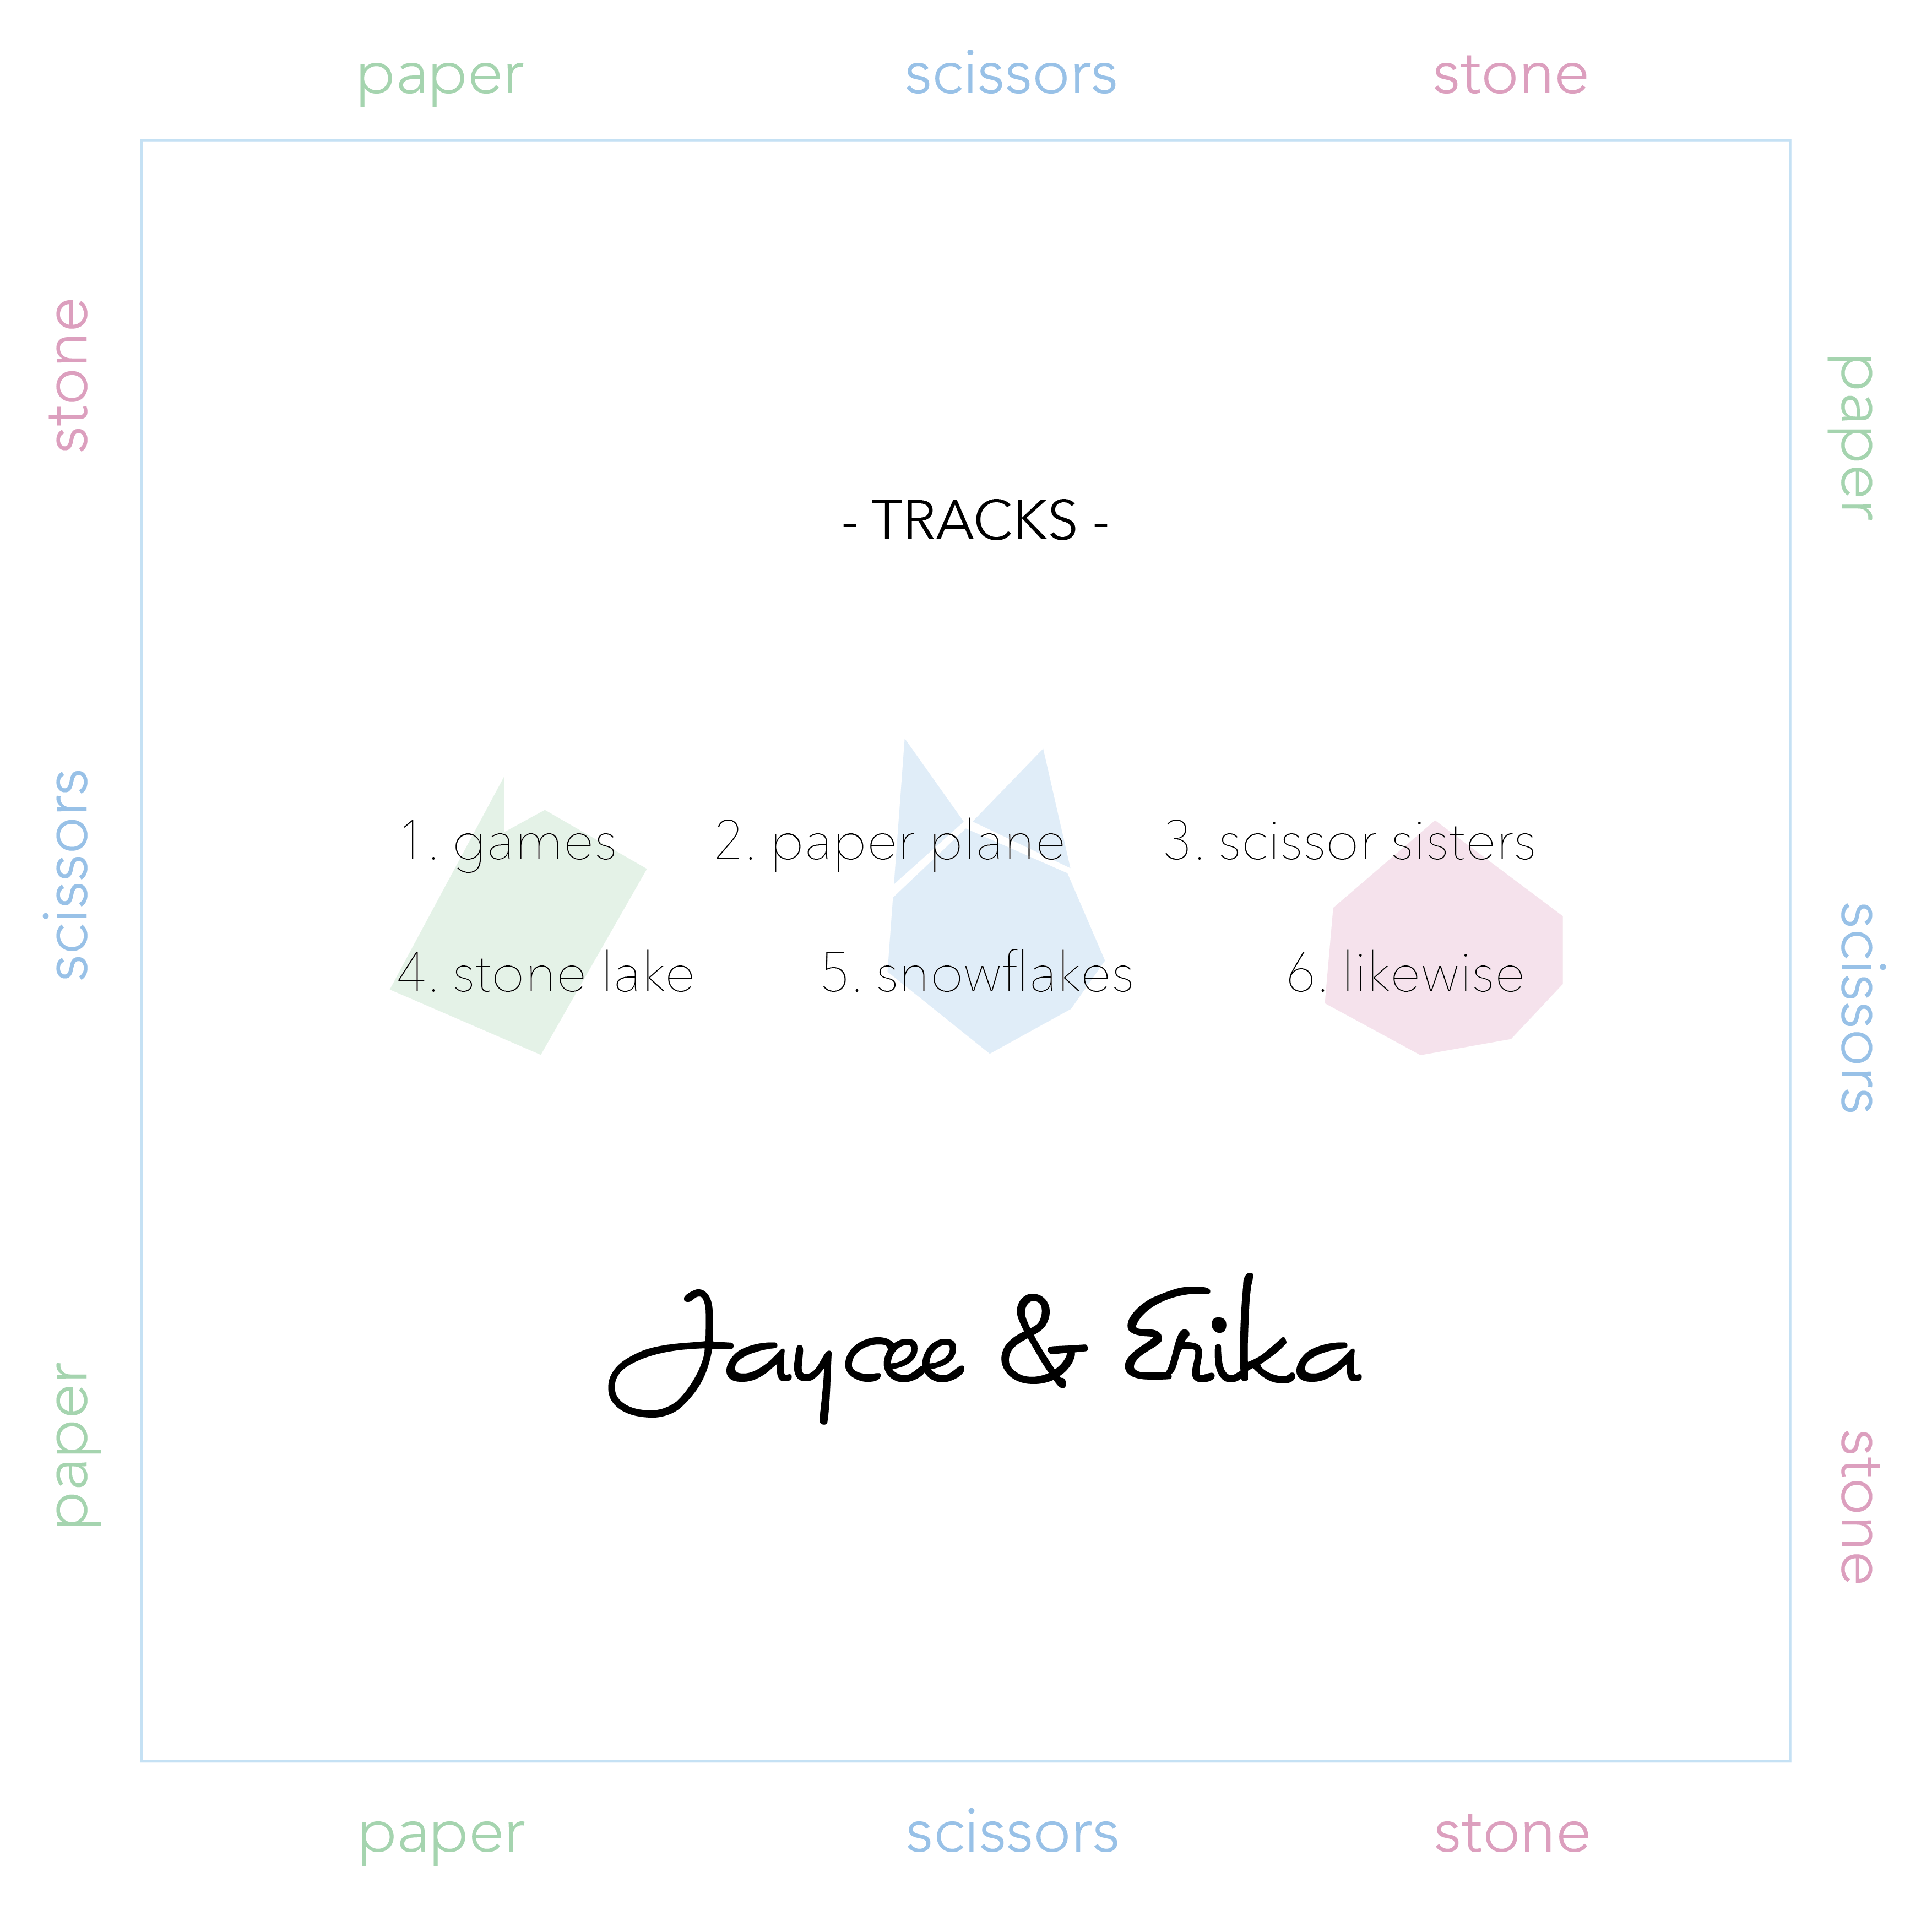 paper scissors stone
stone
paper
- TRACKS -
scissors
1. games 2. paper plane 3. scissor sisters
4. stone lake 5. snowflakes 6. likewise
scissors
Jaycee & Erika
paper
stone
paper scissors stone